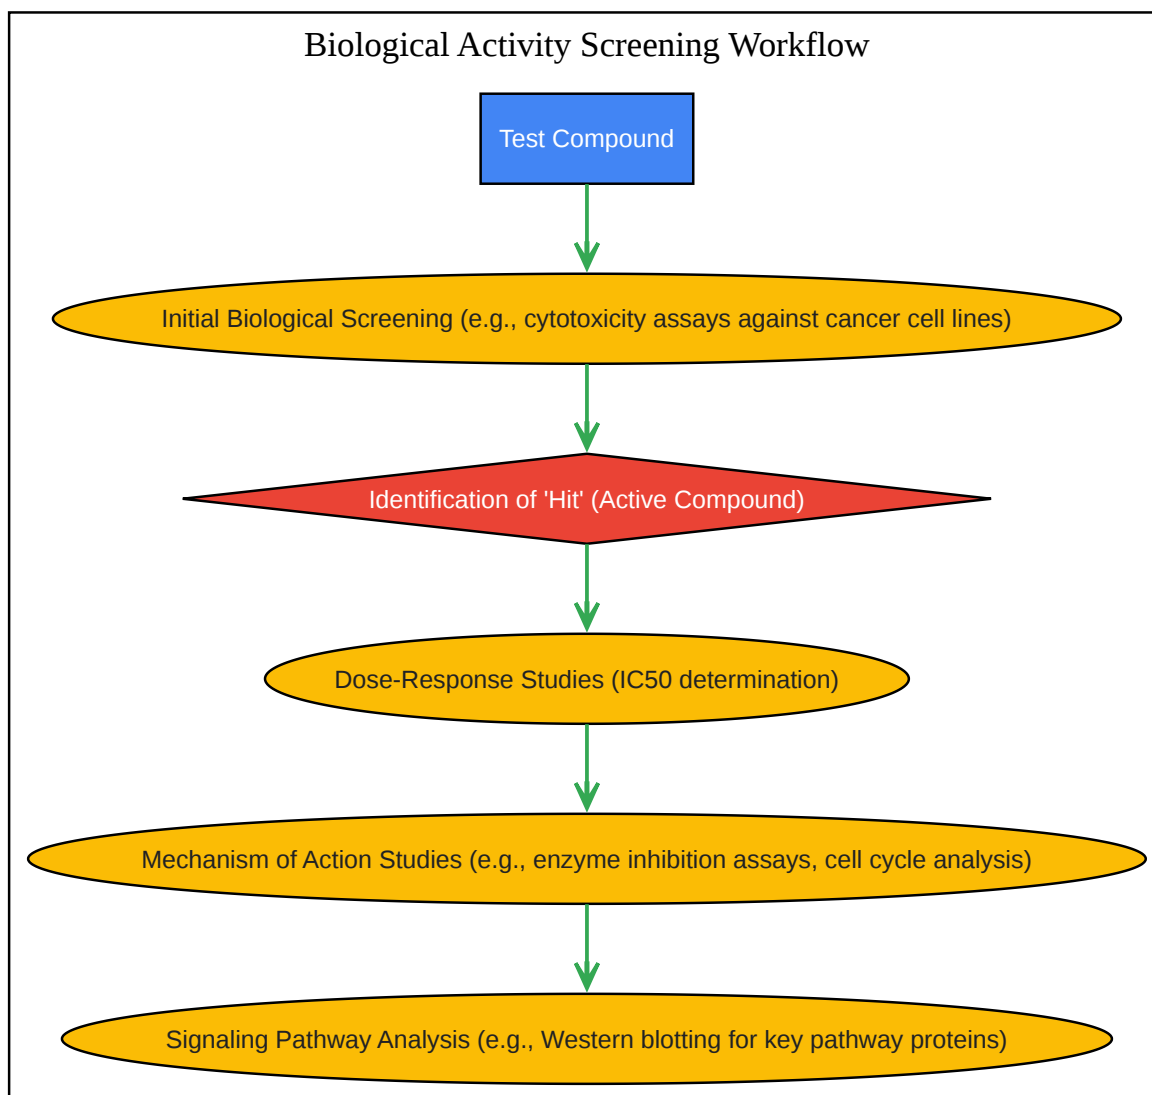 Biological Activity Screening Workflow
Test Compound
Initial Biological Screening (e.g., cytotoxicity assays against cancer cell lines)
Identification of 'Hit' (Active Compound)
Dose-Response Studies (IC50 determination)
Mechanism of Action Studies (e.g., enzyme inhibition assays, cell cycle analysis)
Signaling Pathway Analysis (e.g., Western blotting for key pathway proteins)